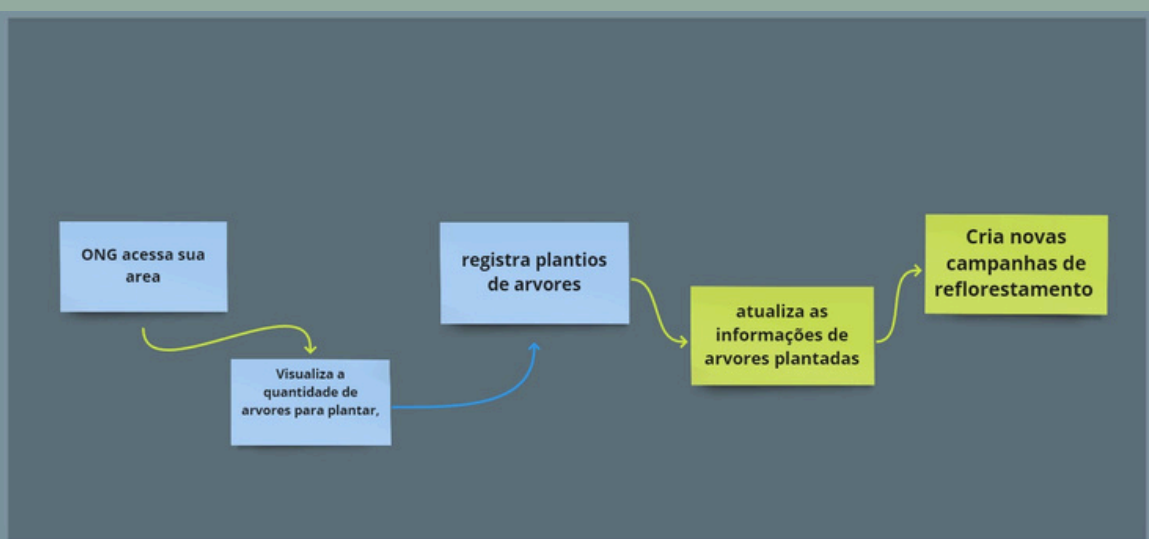 ONG acessa sua
area
Visualiza a
quantidade de
arvores para plantar,
registra plantios
de arvores
atualiza as
informações de
arvores plantadas
Cria novas
campanhas de
reflorestamento